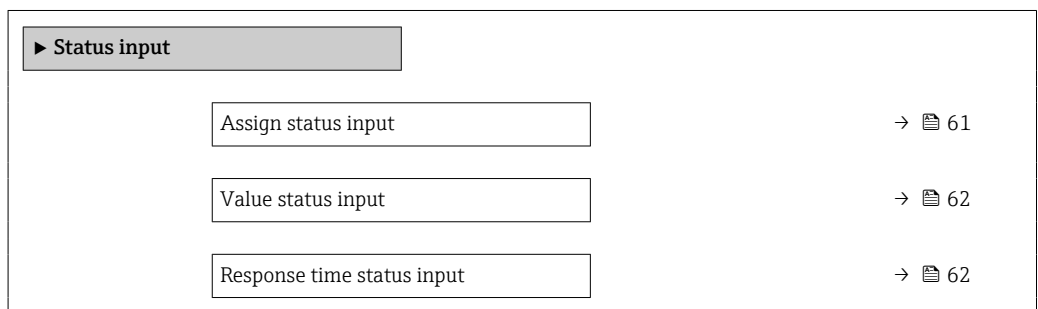 ▶ Status input
Assign status input → 61
Value status input → 62
Response time status input → 62